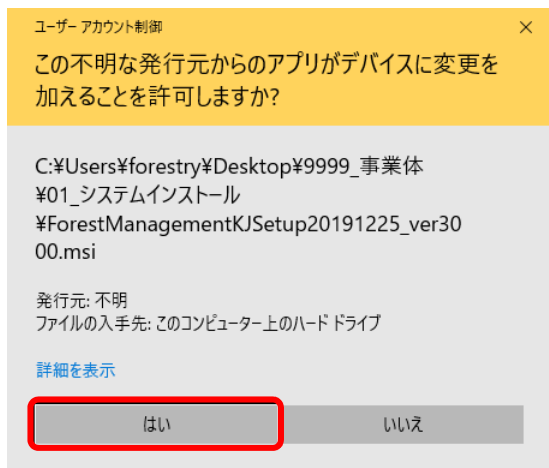 ユーザー アカウント制御
この不明な発行元からのアプリがデバイスに変更を
加えることを許可しますか?
C:¥Users¥forestry¥Desktop¥9999_事業体
¥01_システムインストール
¥ForestManagementKJSetup20191225_ver30
00.msi
発行元: 不明
ファイルの入手先: このコンピューター上のハード ドライブ
詳細を表示
はい
いいえ